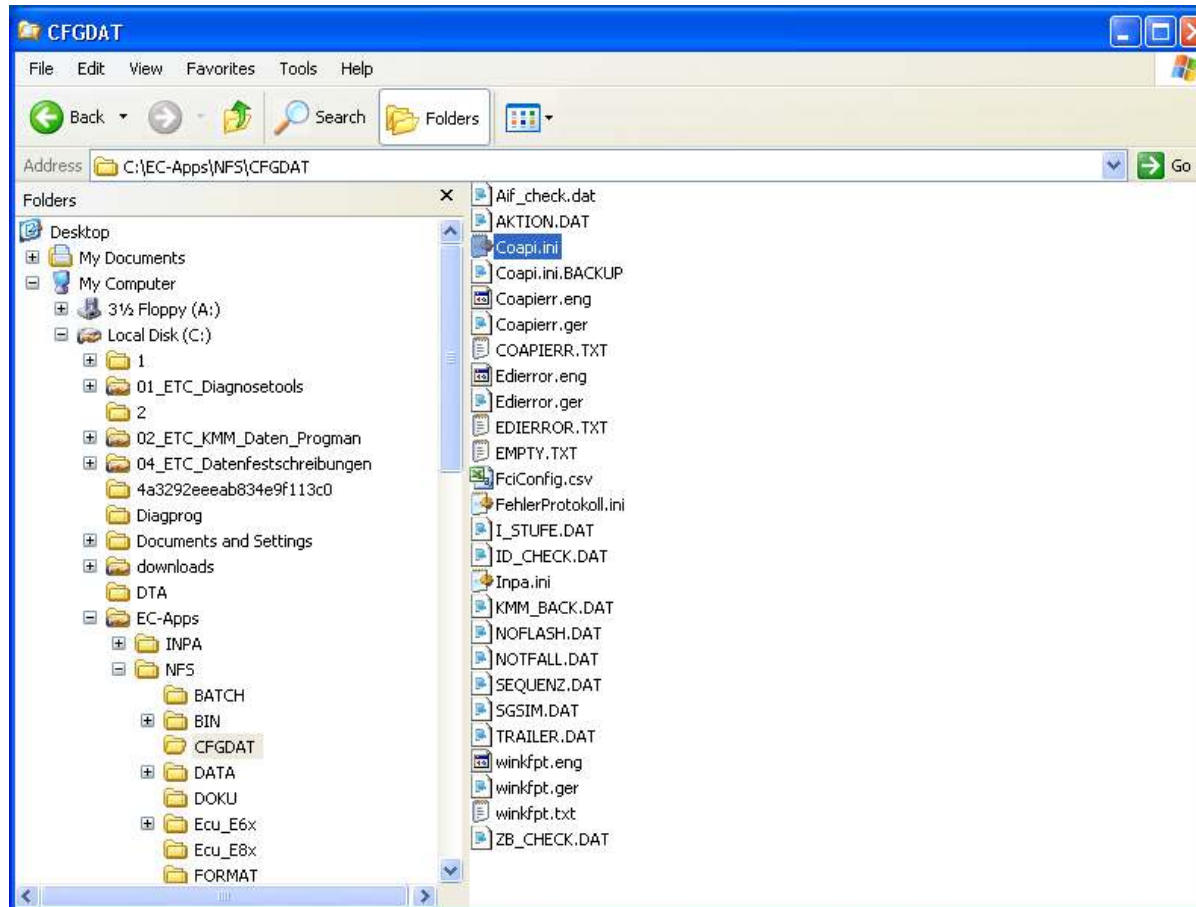 CFGDAT
File Edit View Favorites Tools Help
Back Search Folders
Address C:\EC-Apps\NFS\CFGDAT Go
Folders
Desktop
My Documents
My Computer
3½ Floppy (A:)
Local Disk (C:)
1
01_ETC_Diagnosetools
2
02_ETC_KMM_Daten_Progman
04_ETC_Datenfestschreibungen
4a3292eeeab834e9f113c0
Diagprog
Documents and Settings
downloads
DTA
EC-Apps
INPA
NFS
BATCH
BIN
CFGDAT
DATA
DOKU
Ecu_E6x
Ecu_E8x
FORMAT
Aif_check.dat
AKTION.DAT
Coapi.ini
Coapi.ini.BACKUP
Coapierr.eng
Coapierr.ger
COAPIERR.TXT
Edierror.eng
Edierror.ger
EDIERROR.TXT
EMPTY.TXT
FciConfig.csv
FehlerProtokoll.ini
I_STUFE.DAT
ID_CHECK.DAT
Inpa.ini
KMM_BACK.DAT
NOFLASH.DAT
NOTFALL.DAT
SEQUENZ.DAT
SGSIM.DAT
TRAILER.DAT
winkfpt.eng
winkfpt.ger
winkfpt.txt
ZB_CHECK.DAT